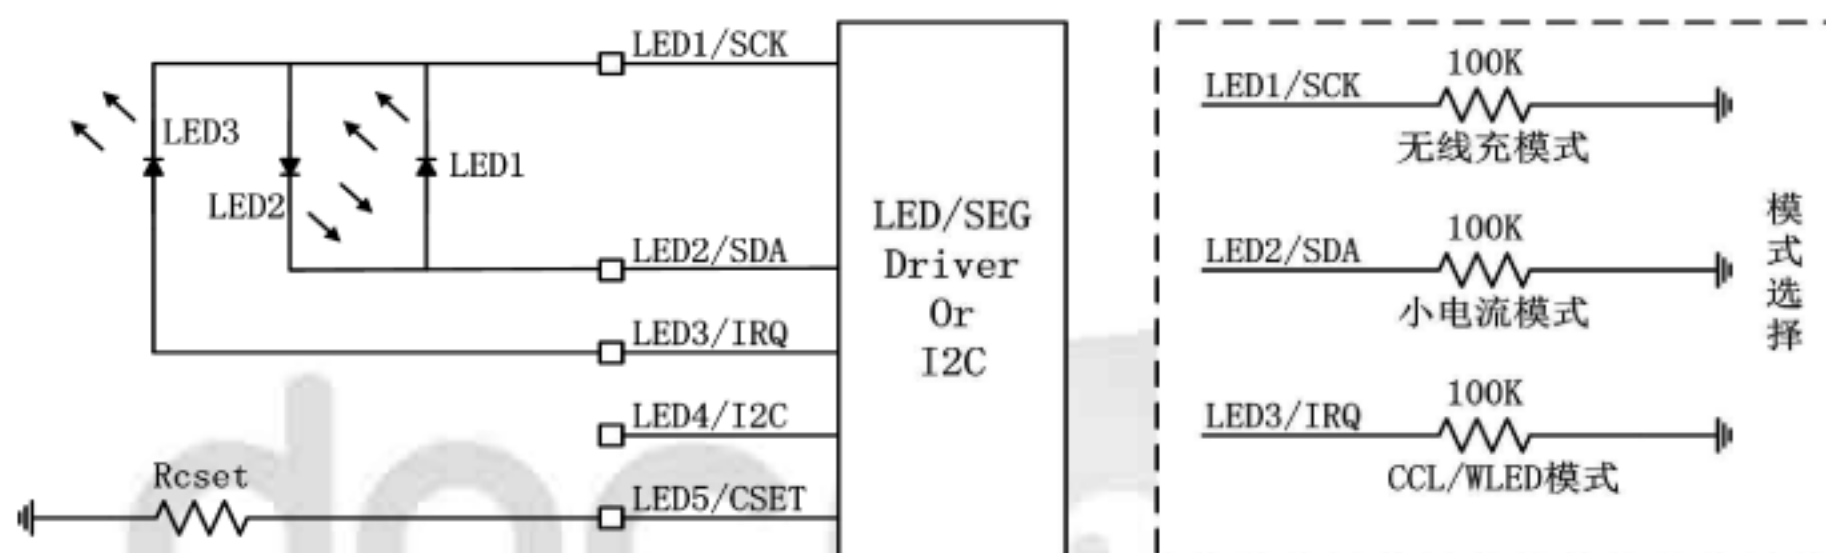 LED1/SCK
LED3
LED1
LED2
LED2/SDA
LED3/IRQ
LED4/I2C
Rcset
LED5/CSET
LED/SEG
Driver
Or
I2C
LED1/SCK
100K
无线充模式
LED2/SDA
100K
小电流模式
LED3/IRQ
100K
CCL/WLED模式
模
式
选
择